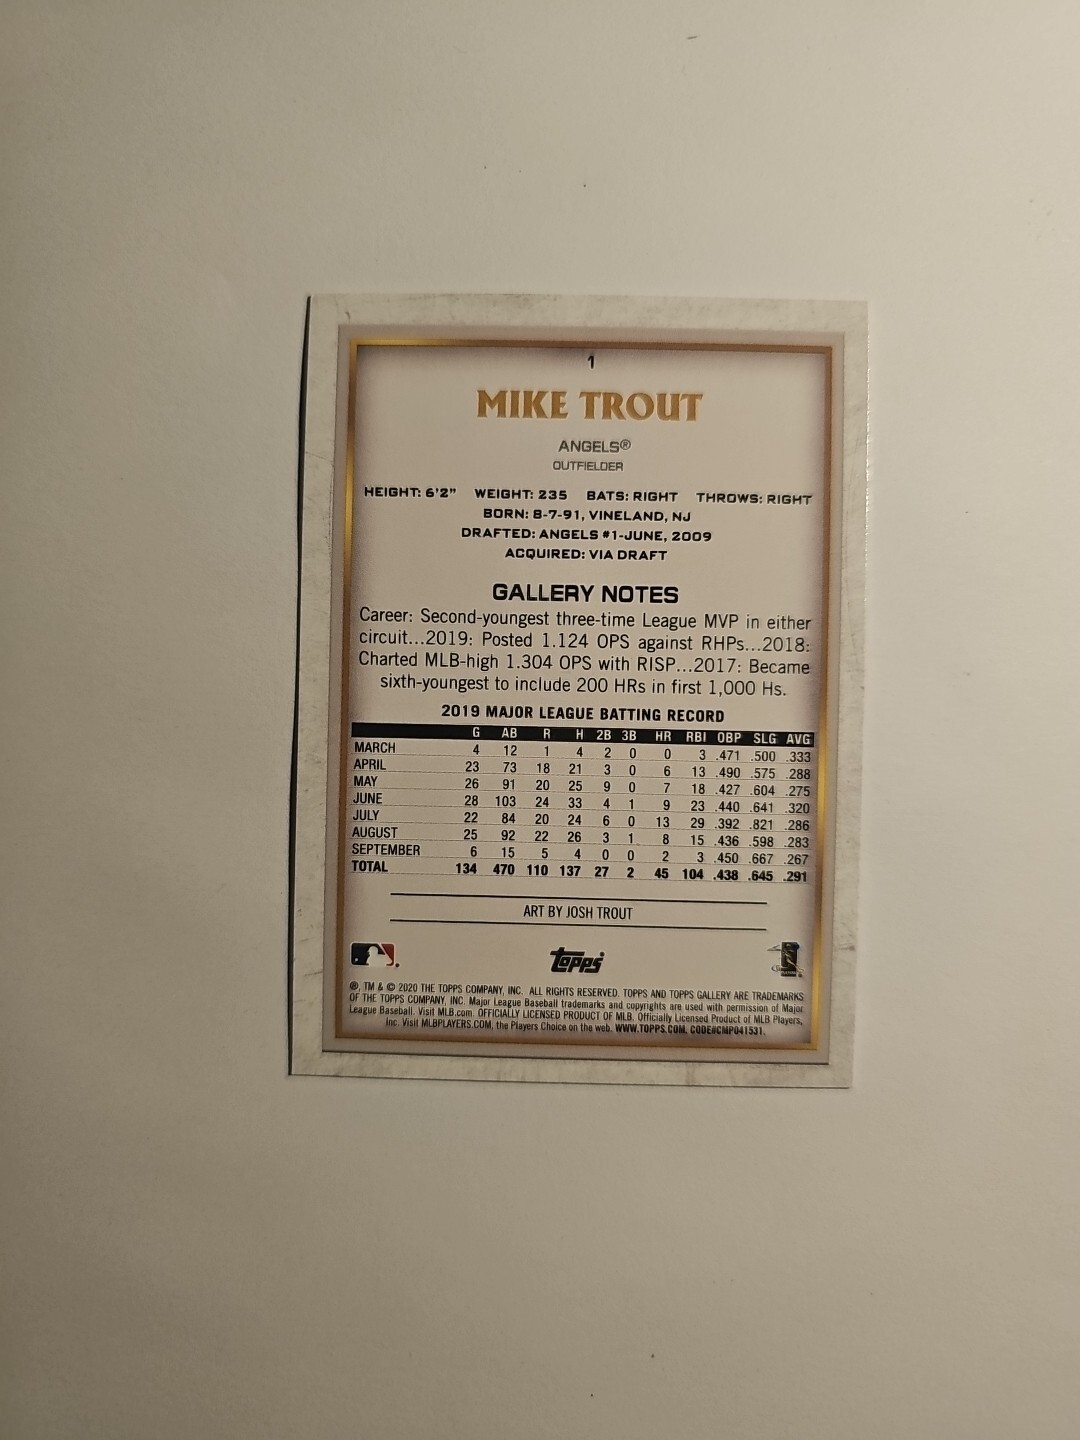 1
MIKE TROUT
ANGELS®
OUTFIELDER
HEIGHT: 6'2" WEIGHT: 235 BATS: RIGHT THROWS: RIGHT
BORN: 8-7-91, VINELAND, NJ
DRAFTED: ANGELS #1-JUNE, 2009
ACQUIRED: VIA DRAFT
GALLERY NOTES
Career: Second-youngest three-time League MVP in either
circuit...2019: Posted 1.124 OPS against RHPs...2018:
Charted MLB-high 1.304 OPS with RISP...2017: Became
sixth-youngest to include 200 HRs in first 1,000 Hs.
2019 MAJOR LEAGUE BATTING RECORD
G AB R H 2B 3B HR RBI OBP SLG AVG
MARCH 4 12 1 4 2 0 0 3 .471 .500 .333
APRIL 23 73 18 21 3 0 6 13 .490 .575 .288
MAY 26 91 20 25 9 0 7 18 .427 .604 .275
JUNE 28 103 24 33 4 1 9 23 .440 .641 .320
JULY 22 84 20 24 6 0 13 29 .392 .821 .286
AUGUST 25 92 22 26 3 1 8 15 .436 .598 .283
SEPTEMBER 6 15 5 4 0 0 2 3 .450 .667 .267
TOTAL 134 470 110 137 27 2 45 104 .438 .645 .291
ART BY JOSH TROUT
topps
®, TM & © 2020 THE TOPPS COMPANY, INC. ALL RIGHTS RESERVED. TOPPS AND TOPPS GALLERY ARE TRADEMARKS
OF THE TOPPS COMPANY, INC. Major League Baseball trademarks and copyrights are used with permission of Major
League Baseball. Visit MLB.com. OFFICIALLY LICENSED PRODUCT OF MLB. Officially Licensed Product of MLB Players,
Inc. Visit MLBPLAYERS.COM, the Players Choice on the web. WWW.TOPPS.COM. CODE#CMP041531.